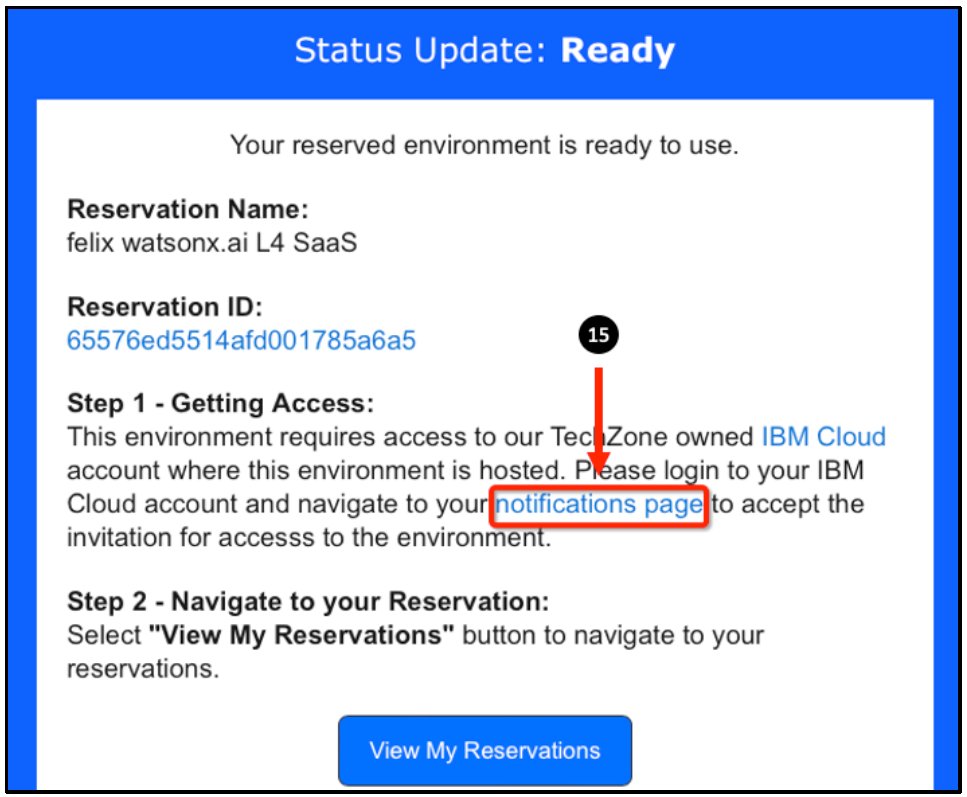 Status Update: Ready
Your reserved environment is ready to use.
Reservation Name:
felix watsonx.ai L4 SaaS
Reservation ID:
65576ed5514afd001785a6a5
15
Step 1 - Getting Access:
This environment requires access to our TechZone owned IBM Cloud
account where this environment is hosted. Please login to your IBM
Cloud account and navigate to your notifications page to accept the
invitation for accesss to the environment.
Step 2 - Navigate to your Reservation:
Select "View My Reservations" button to navigate to your
reservations.
View My Reservations